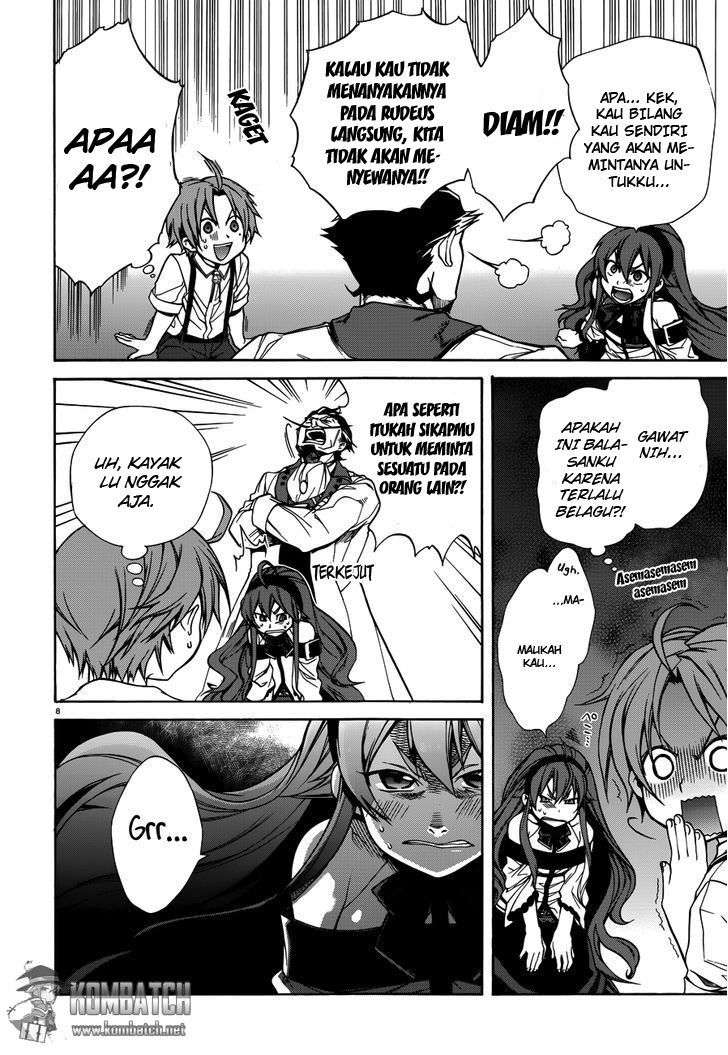 APA... KEK,
KAU BILANG
KAU SENDIRI
YANG AKAN ME-
MINTANYA UN-
TUKKU...
DIAM!!
KALAU KAU TIDAK
MENANYAKANNYA
PADA RUDEUS
LANGSUNG, KITA
TIDAK AKAN ME-
NYEWANYA!!
KAGET
APAA
AA?!
GAWAT
NIH...
APAKAH
INI BALA-
SANKU
KARENA
TERLALU
BELAGU?!
Asemasemasem
asemasem
Ugh.
...MA-
MAUKAH
KAU...
APA SEPERTI
ITUKAH SIKAPMU
UNTUK MEMINTA
SESUATU PADA
ORANG LAIN?!
UH, KAYAK
LU NGGAK
AJA.
TERKEJUT
8
Grr...
KOMBATCH
www.kombatch.net